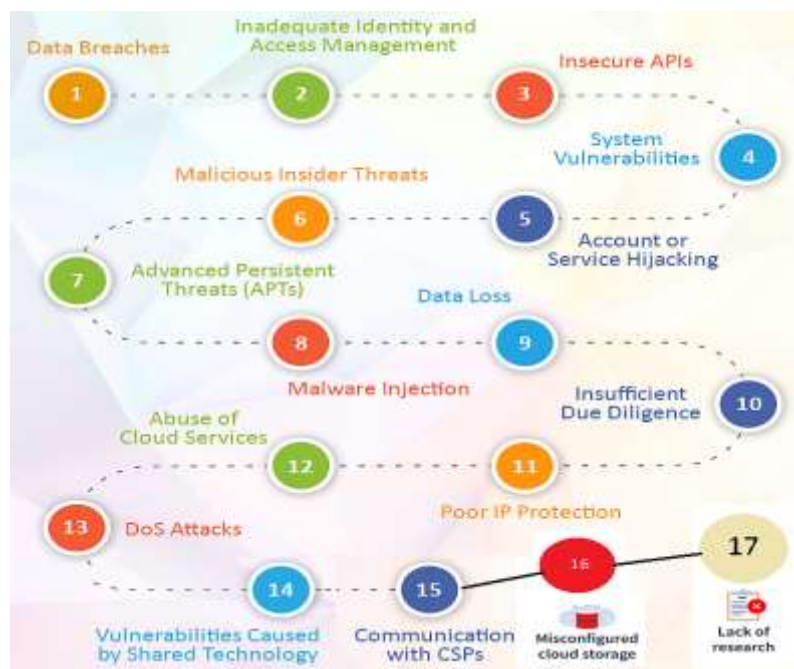 Data Breaches
1
Inadequate Identity and
Access Management
2
Insecure APIs
3
System
Vulnerabilities
4
Account or
Service Hijacking
5
Malicious Insider Threats
6
Advanced Persistent
Threats (APTs)
7
Malware Injection
8
Data Loss
9
Insufficient
Due Diligence
10
Poor IP Protection
11
Abuse of
Cloud Services
12
DoS Attacks
13
Vulnerabilities Caused
by Shared Technology
14
Communication
with CSPs
15
16
Misconfigured
cloud storage
17
Lack of
research